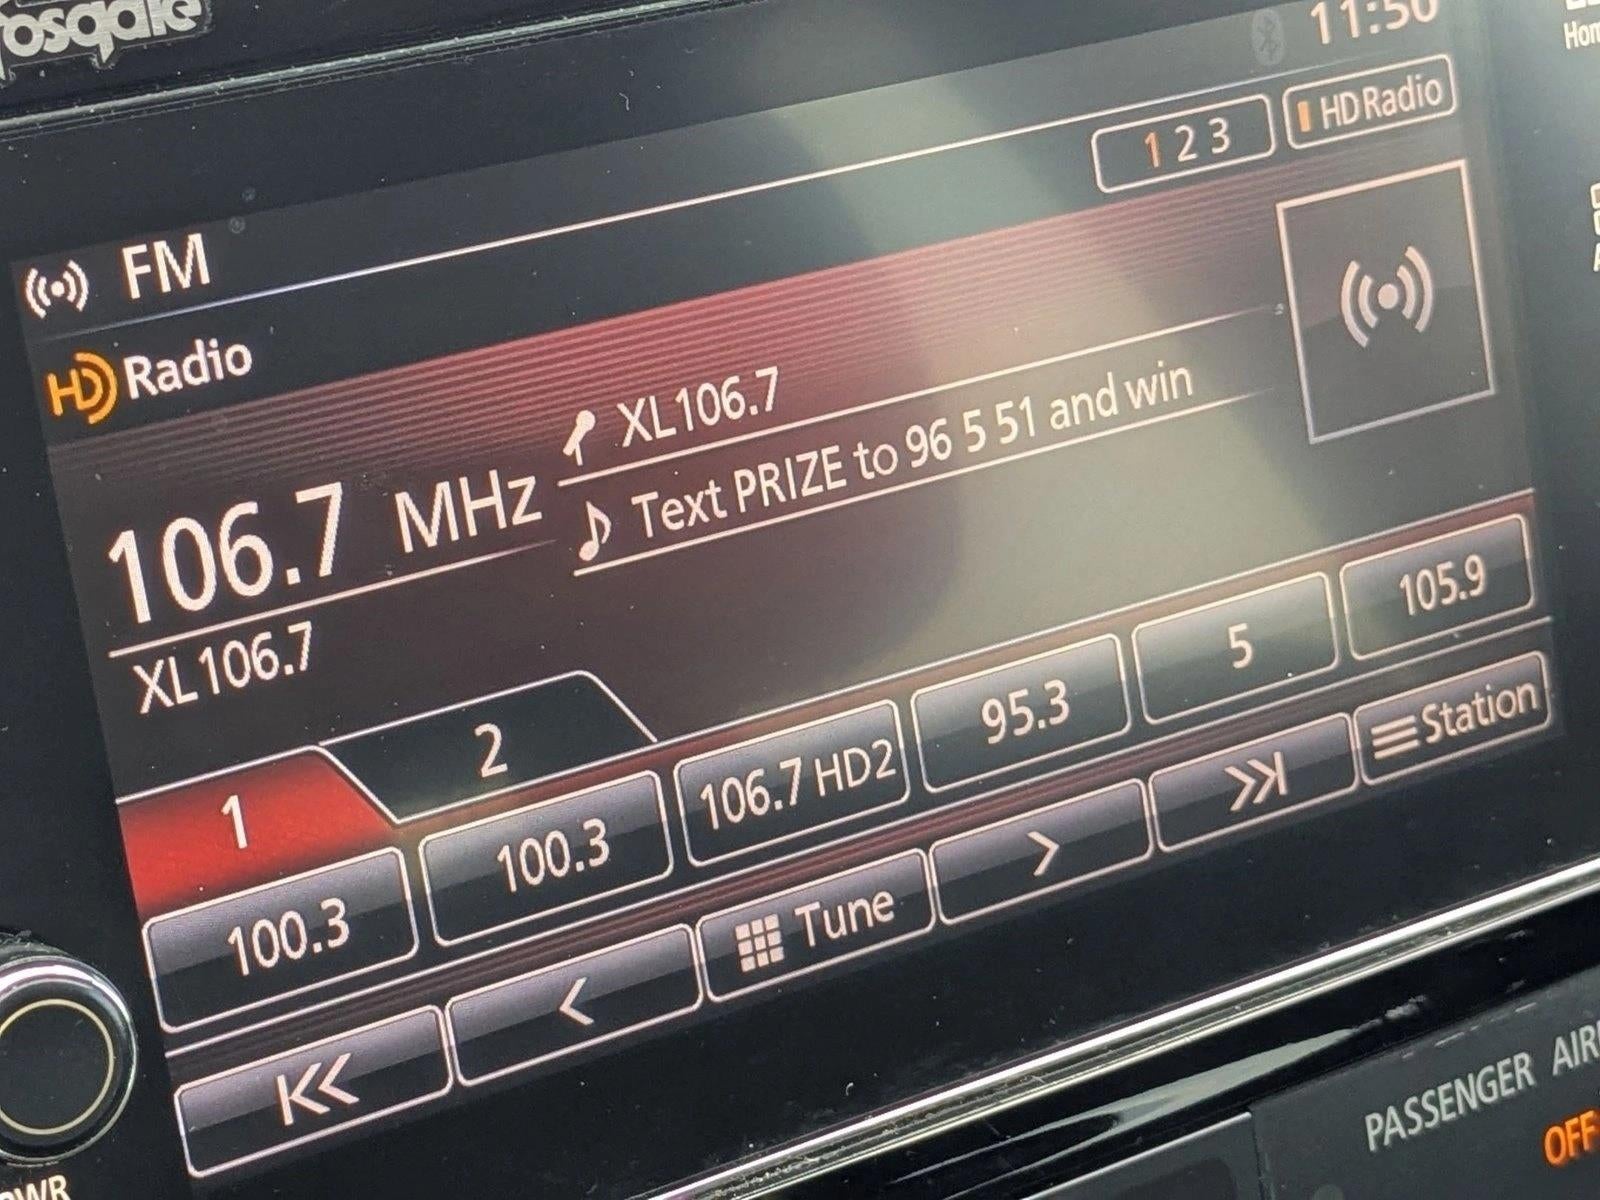 11:50
1 2 3
HD Radio
FM
HD Radio
XL106.7
Text PRIZE to 96 5 51 and win
106.7 MHz
XL106.7
1
2
100.3
100.3
106.7 HD2
95.3
5
105.9
Tune
Station
PASSENGER
OFF